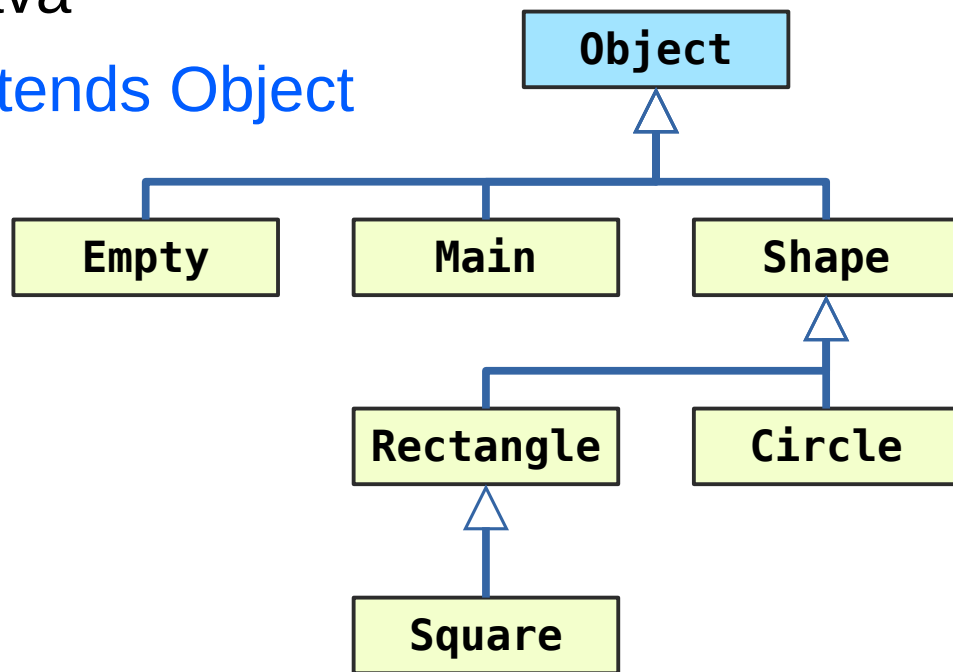 tends Object
Object
Empty Main Shape
Rectangle Circle
Square